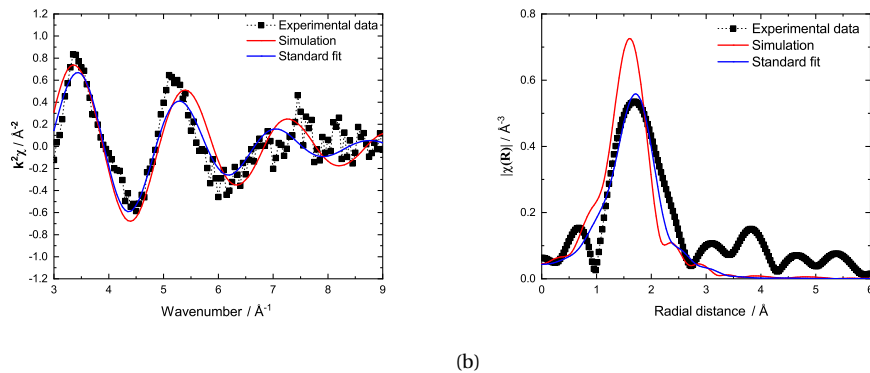 Experimental data
Simulation
Standard fit
k²χ / Å⁻²
1.2
1.0
0.8
0.6
0.4
0.2
0.0
-0.2
-0.4
-0.6
-0.8
-1.0
-1.2
3 4 5 6 7 8 9
Wavenumber / Å⁻¹
Experimental data
Simulation
Standard fit
|χ(R)| / Å⁻³
0.8
0.6
0.4
0.2
0.0
0 1 2 3 4 5 6
Radial distance / Å
(b)